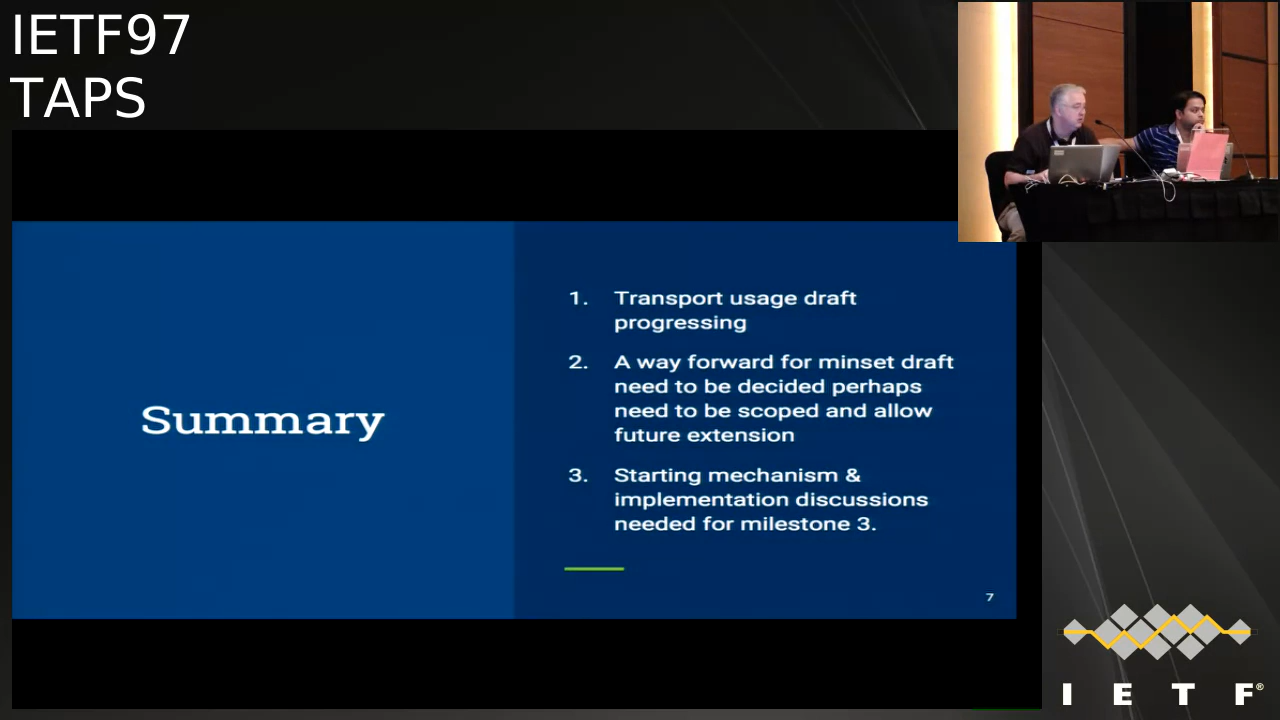 IETF97
TAPS
Summary
1. Transport usage draft
progressing
2. A way forward for minset draft
need to be decided perhaps
need to be scoped and allow
future extension
3. Starting mechanism &
implementation discussions
needed for milestone 3.
7
I E T F®